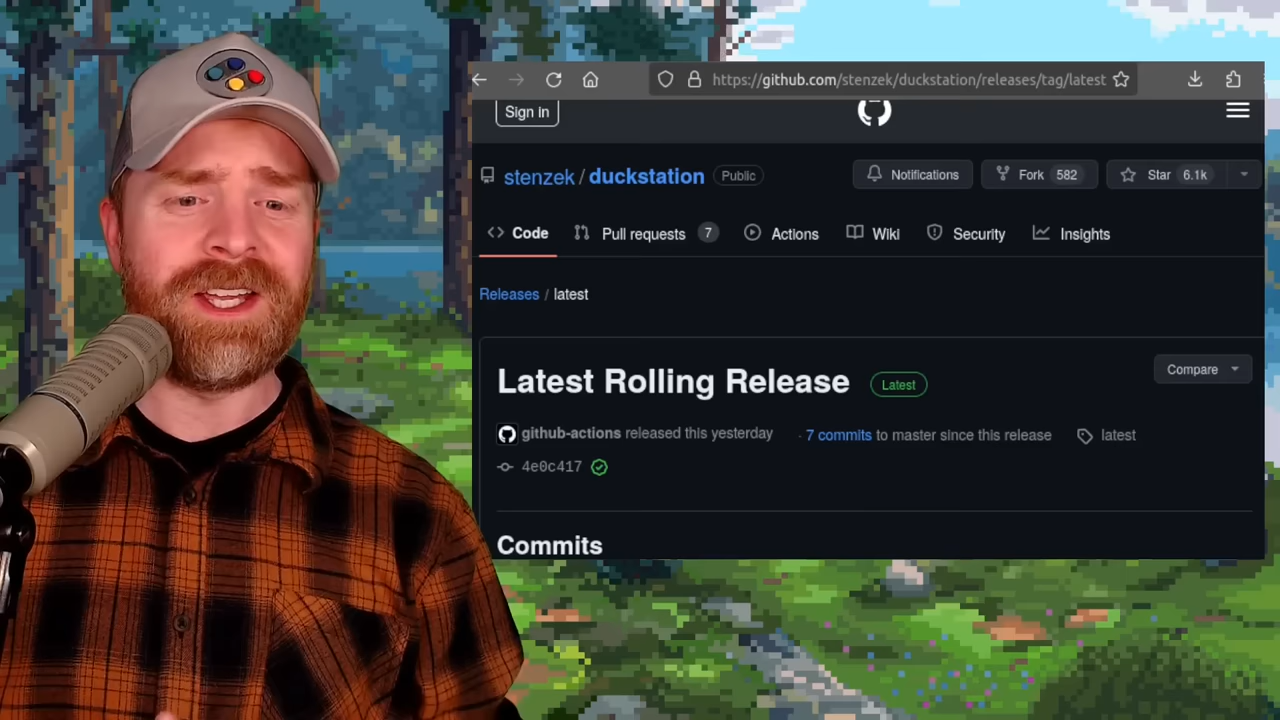 https://github.com/stenzek/duckstation/releases/tag/latest
Sign in
stenzek / duckstation Public
Notifications
Fork 582
Star 6.1k
Code
Pull requests 7
Actions
Wiki
Security
Insights
Releases / latest
Latest Rolling Release Latest
Compare
github-actions released this yesterday · 7 commits to master since this release latest
4e0c417
Commits